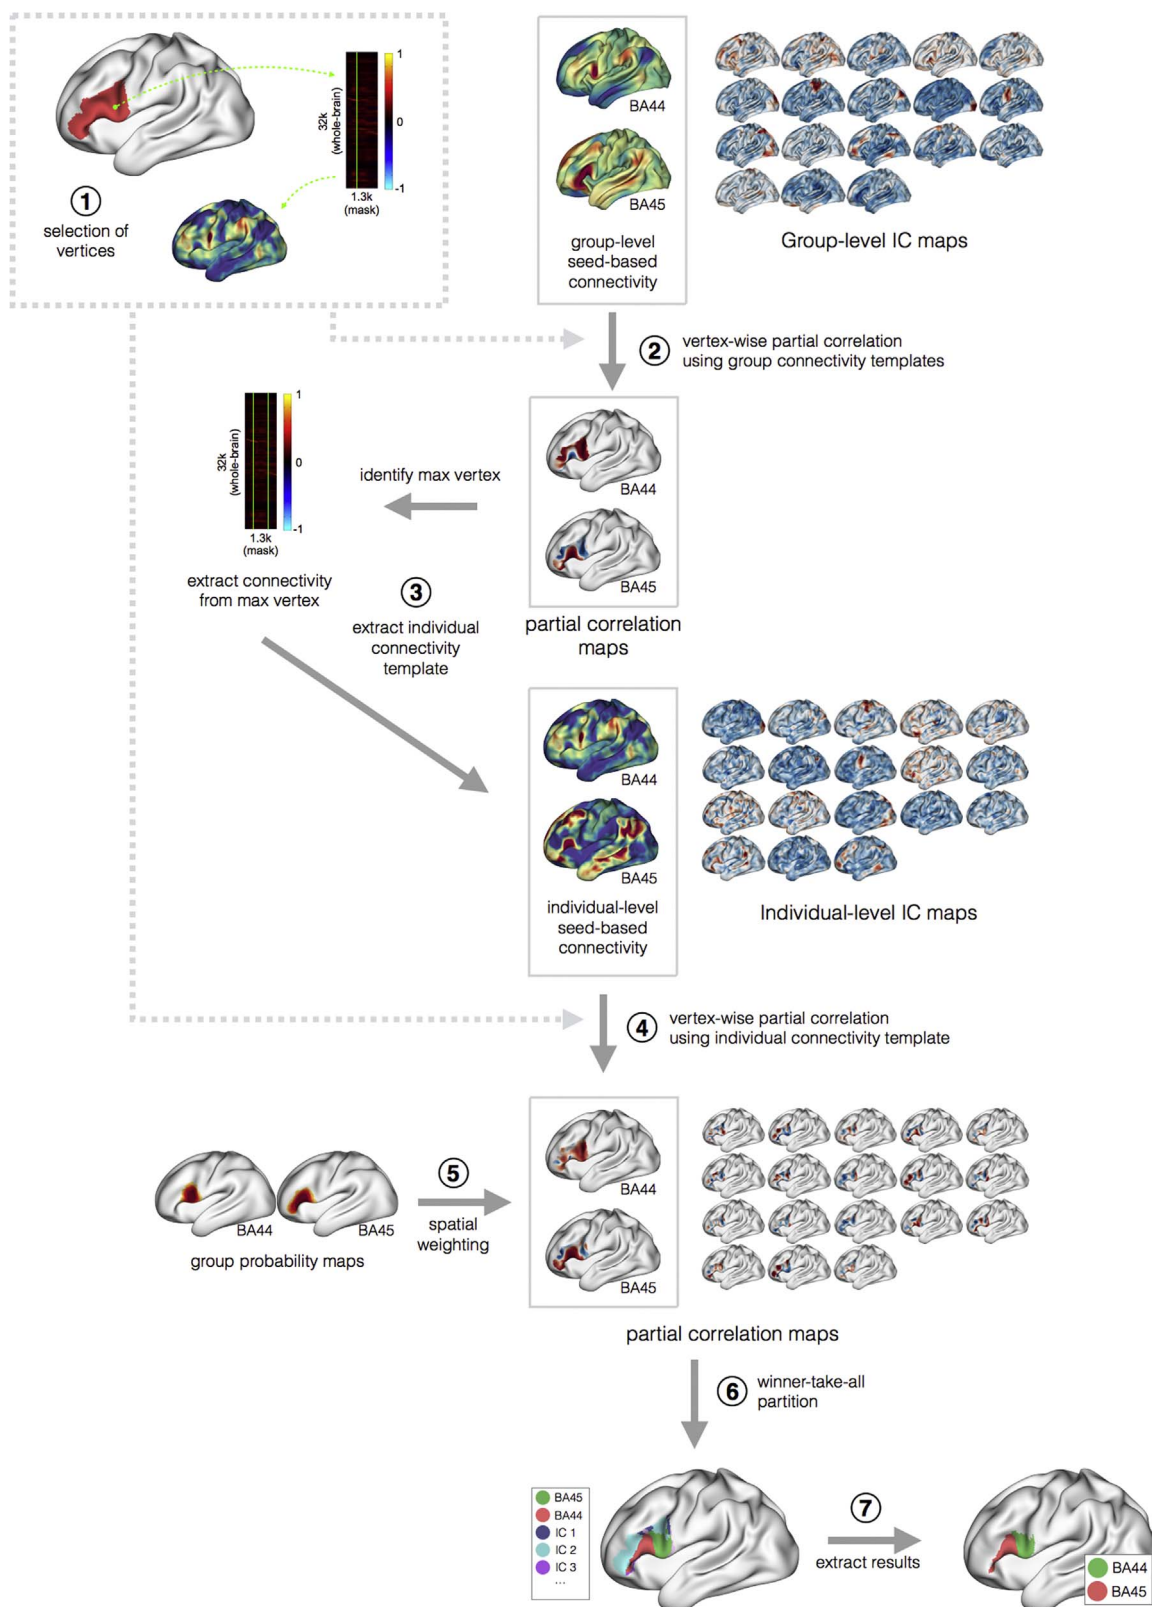 1
0
-1
32k
(whole-brain)
1.3k
(mask)
1
selection of
vertices
BA44
BA45
group-level
seed-based
connectivity
Group-level IC maps
2
vertex-wise partial correlation
using group connectivity templates
1
0
-1
32k
(whole-brain)
1.3k
(mask)
identify max vertex
extract connectivity
from max vertex
3
extract individual
connectivity
template
BA44
BA45
partial correlation
maps
BA44
BA45
individual-level
seed-based
connectivity
Individual-level IC maps
4
vertex-wise partial correlation
using individual connectivity template
BA44
BA45
group probability maps
5
spatial
weighting
BA44
BA45
partial correlation maps
6
winner-take-all
partition
BA45
BA44
IC 1
IC 2
IC 3
...
7
extract results
BA44
BA45